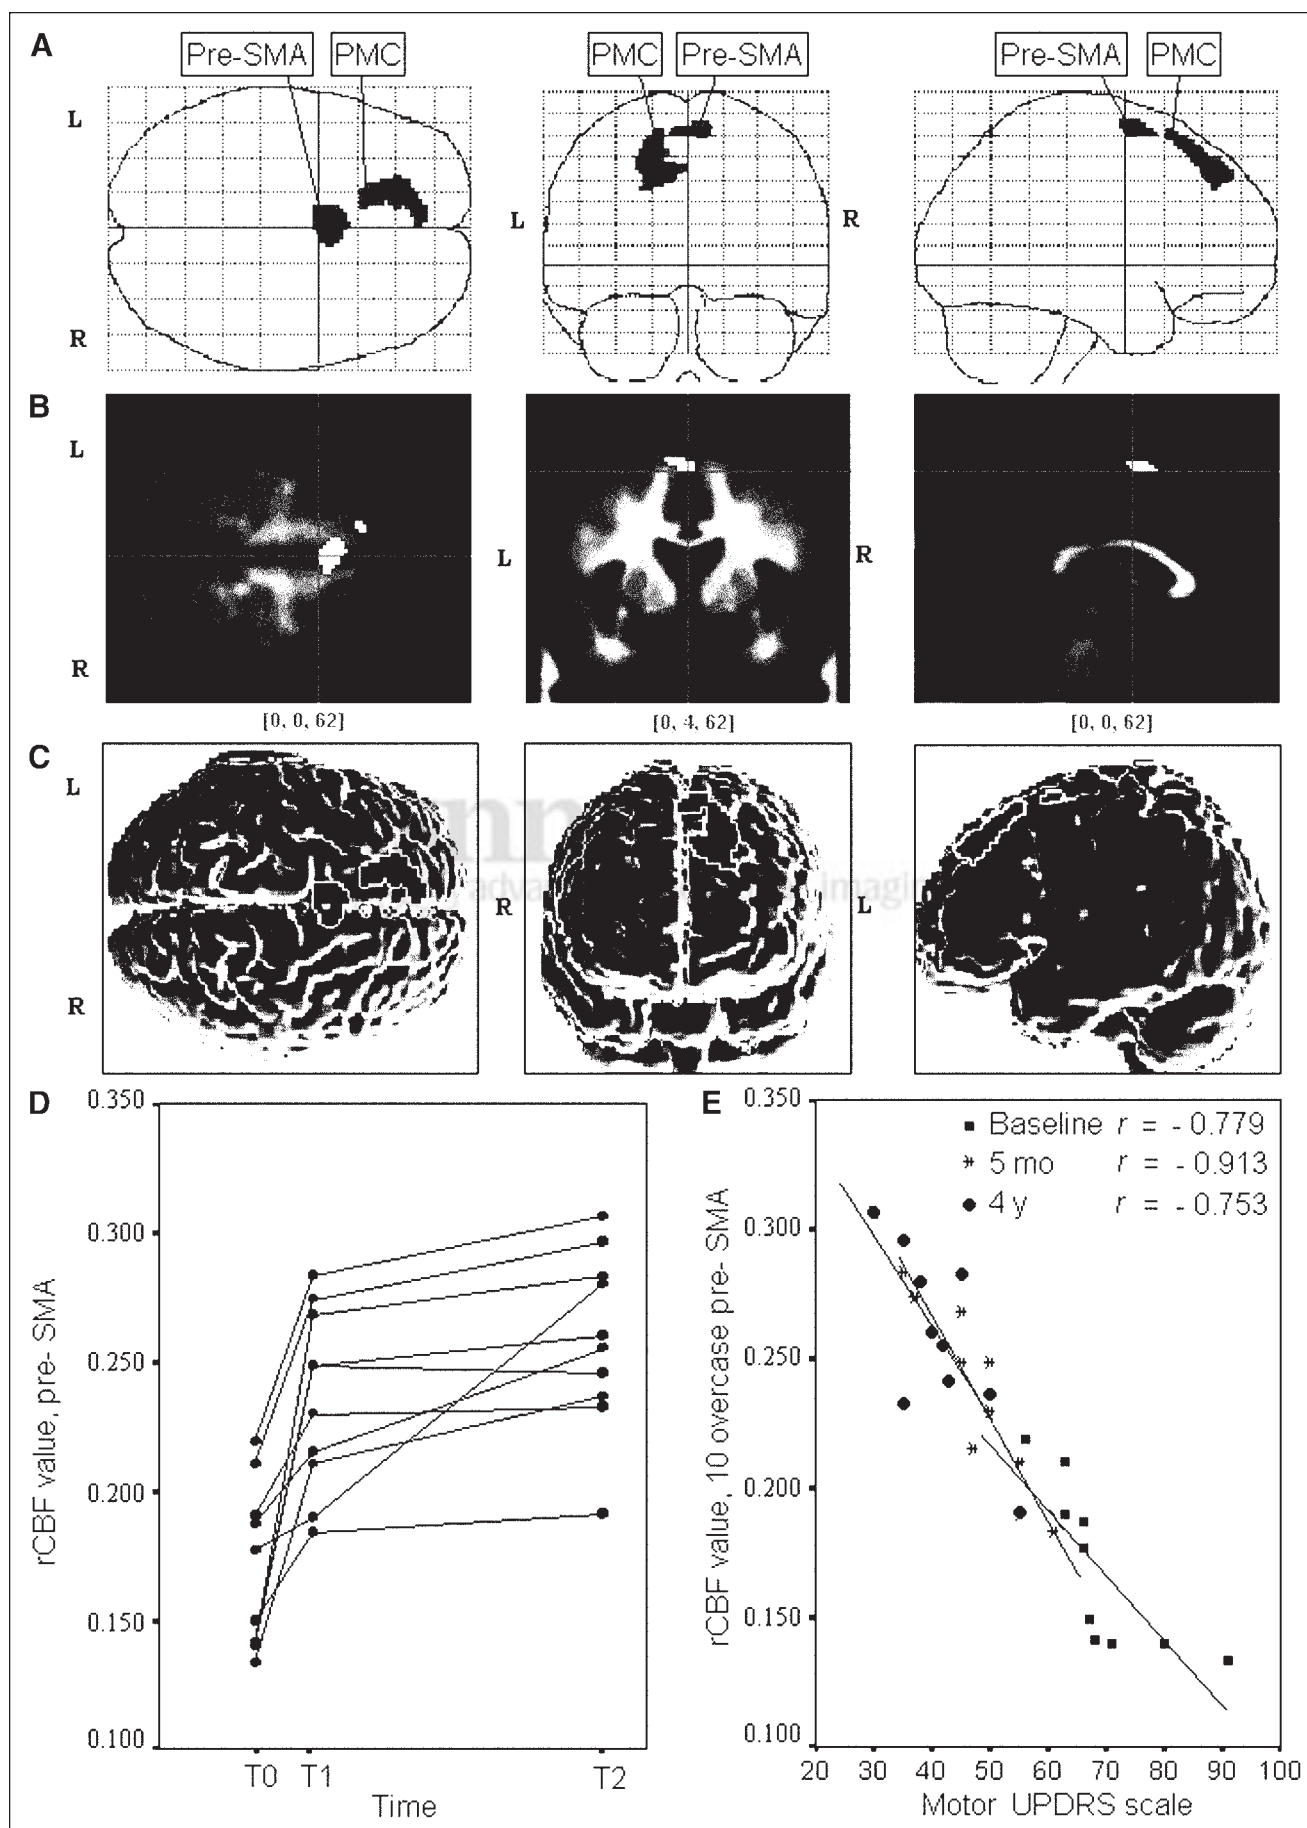 A
Pre-SMA PMC
PMC Pre-SMA
Pre-SMA PMC
L
R
L
R
B
L
R
L
R
[0, 0, 62]
[0, 4, 62]
[0, 0, 62]
C
L
R
R
L
advan imagin
D
0.350
0.300
0.250
0.200
0.150
0.100
rCBF value, pre- SMA
T0 T1 T2
Time
E
0.350
0.300
0.250
0.200
0.150
0.100
rCBF value, 10 overcase pre- SMA
Baseline r = - 0.779
5 mo r = - 0.913
4 y r = - 0.753
20 30 40 50 60 70 80 90 100
Motor UPDRS scale